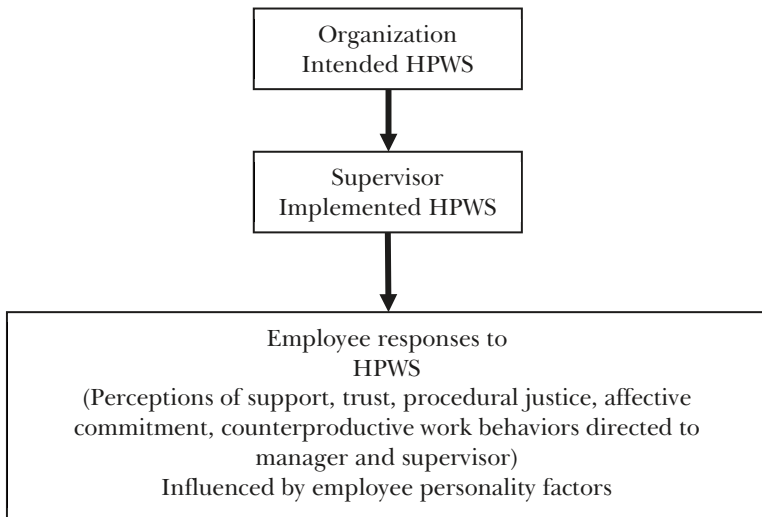 Organization
Intended HPWS
Supervisor
Implemented HPWS
Employee responses to
HPWS
(Perceptions of support, trust, procedural justice, affective
commitment, counterproductive work behaviors directed to
manager and supervisor)
Influenced by employee personality factors